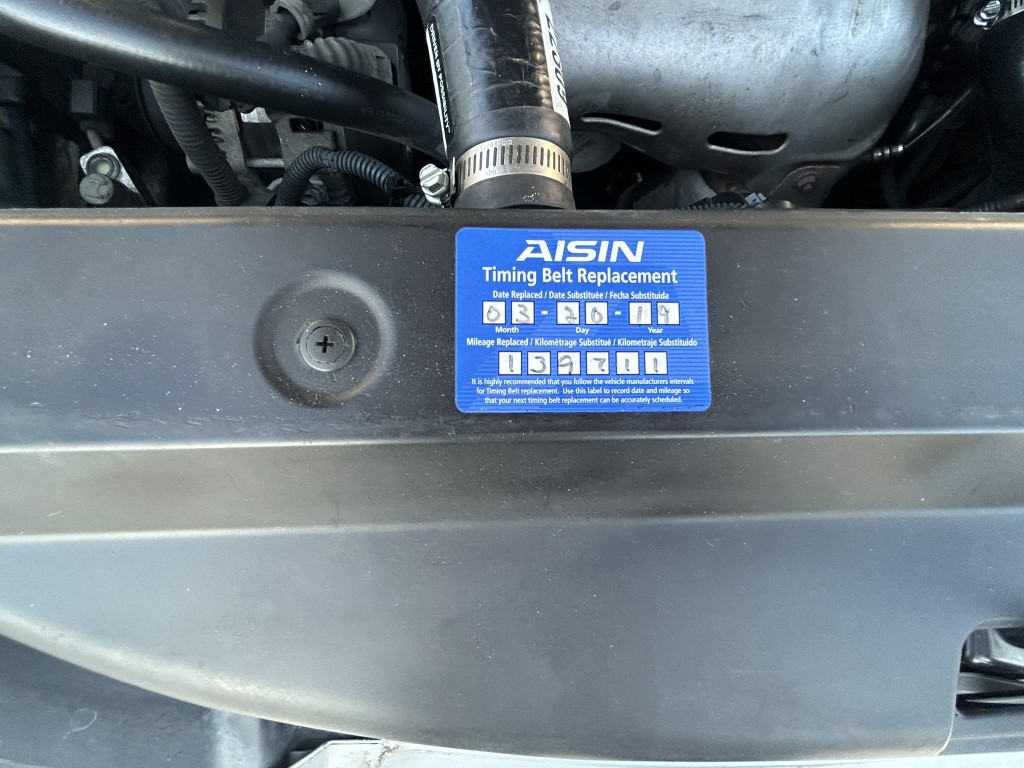 AISIN
Timing Belt Replacement
Date Replaced / Date Substituée / Fecha Substituida
03-20-19
Month Day Year
Mileage Replaced / Kilométrage Substitué / Kilometraje Substituido
139711
It is highly recommended that you follow the vehicle manufacturers intervals
for Timing Belt replacement. Use this label to record date and mileage so
that your next timing belt replacement can be accurately scheduled.